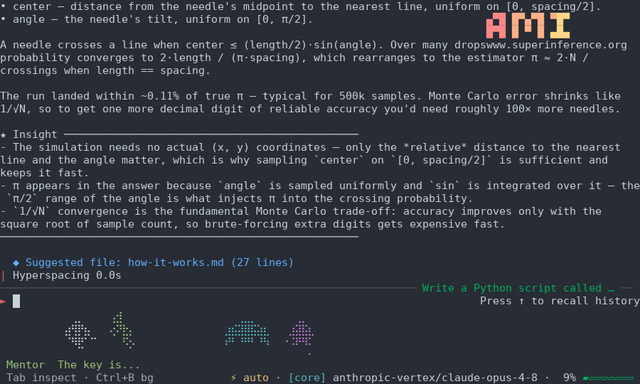 • center — distance from the needle's midpoint to the nearest line, uniform on [0, spacing/2].
• angle — the needle's tilt, uniform on [0, π/2].
AMI
A needle crosses a line when center ≤ (length/2)·sin(angle). Over many dropswww.superinference.org
probability converges to 2·length / (π·spacing), which rearranges to the estimator π ≈ 2·N /
crossings when length == spacing.
The run landed within ~0.11% of true π — typical for 500k samples. Monte Carlo error shrinks like
1/√N, so to get one more decimal digit of reliable accuracy you'd need roughly 100× more needles.
★ Insight
- The simulation needs no actual (x, y) coordinates — only the *relative* distance to the nearest
line and the angle matter, which is why sampling `center` on `[0, spacing/2]` is sufficient and
keeps it fast.
- π appears in the answer because `angle` is sampled uniformly and `sin` is integrated over it — the
`π/2` range of the angle is what injects π into the crossing probability.
- `1/√N` convergence is the fundamental Monte Carlo trade-off: accuracy improves only with the
square root of sample count, so brute-forcing extra digits gets expensive fast.
◆ Suggested file: how-it-works.md (27 lines)
| Hyperspacing 0.0s
Write a Python script called …
Press ↑ to recall history
Mentor The key is...
Tab inspect · Ctrl+B bg ⚡ auto · [core] anthropic-vertex/claude-opus-4-8 · 9%